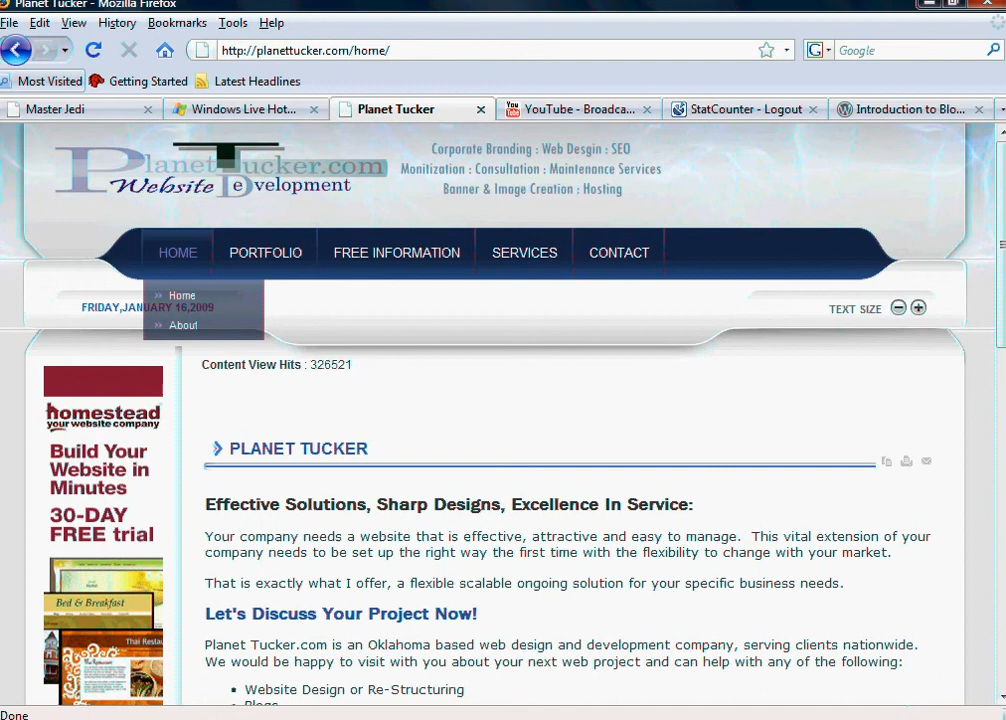 Planet Tucker - Mozilla Firefox
File Edit View History Bookmarks Tools Help
http://planettucker.com/home/
G Google
Most Visited Getting Started Latest Headlines
Master Jedi Windows Live Hot... Planet Tucker You Tube YouTube - Broadca... StatCounter - Logout Introduction to Blo...
PlanetTucker.com
Website Development
Corporate Branding : Web Desgin : SEO
Monitization : Consultation : Maintenance Services
Banner & Image Creation : Hosting
HOME PORTFOLIO FREE INFORMATION SERVICES CONTACT
» Home
FRIDAY,JANUARY 16,2009 TEXT SIZE
» About
Content View Hits : 326521
homestead
your website company
Build Your
Website in
Minutes
30-DAY
FREE trial
Bed & Breakfast
Thai Restau
PLANET TUCKER
Effective Solutions, Sharp Designs, Excellence In Service:
Your company needs a website that is effective, attractive and easy to manage. This vital extension of your
company needs to be set up the right way the first time with the flexibility to change with your market.
That is exactly what I offer, a flexible scalable ongoing solution for your specific business needs.
Let's Discuss Your Project Now!
Planet Tucker.com is an Oklahoma based web design and development company, serving clients nationwide.
We would be happy to visit with you about your next web project and can help with any of the following:
▪ Website Design or Re-Structuring
▪ Blogs
Done